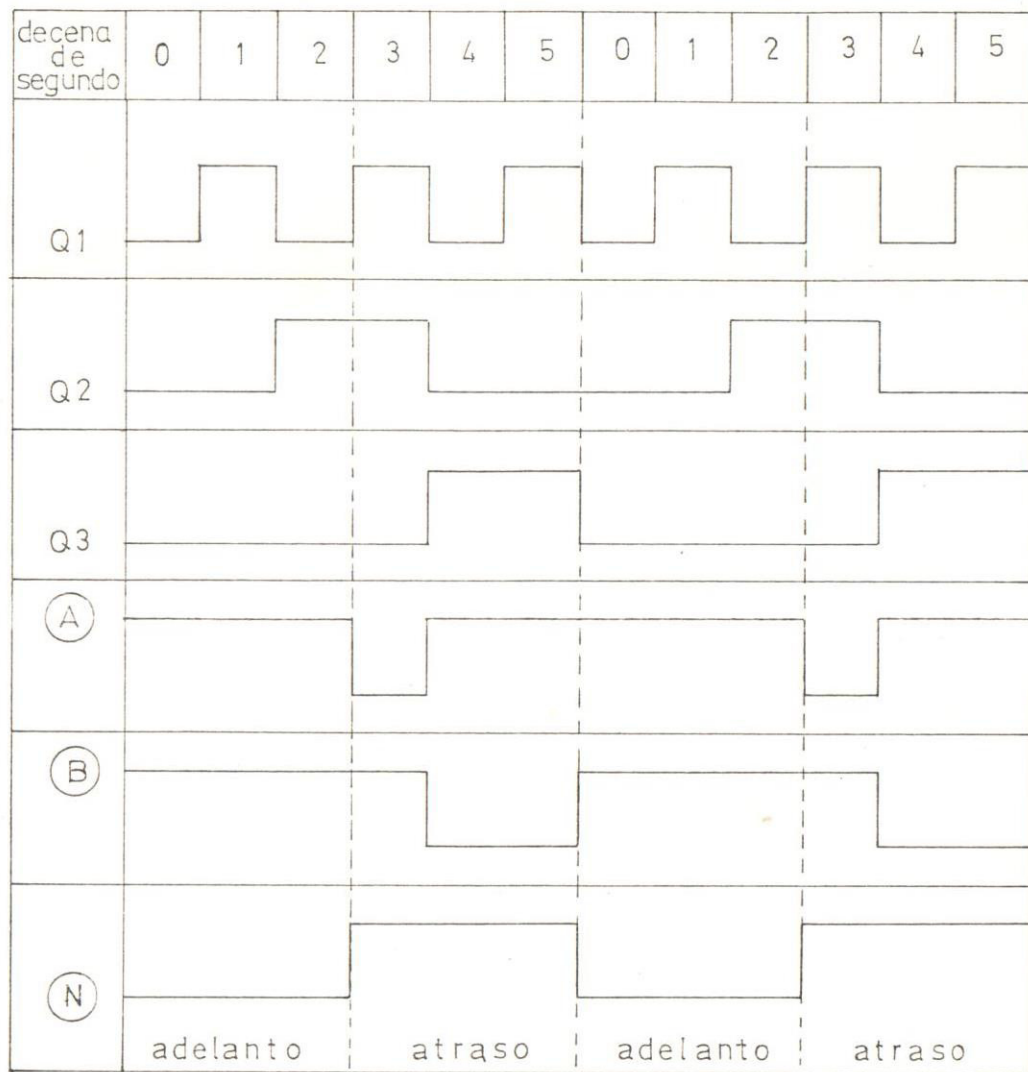 decena
de
segundo
0 1 2 3 4 5 0 1 2 3 4 5
Q1
Q2
Q3
A
B
N
adelanto atraso adelanto atraso